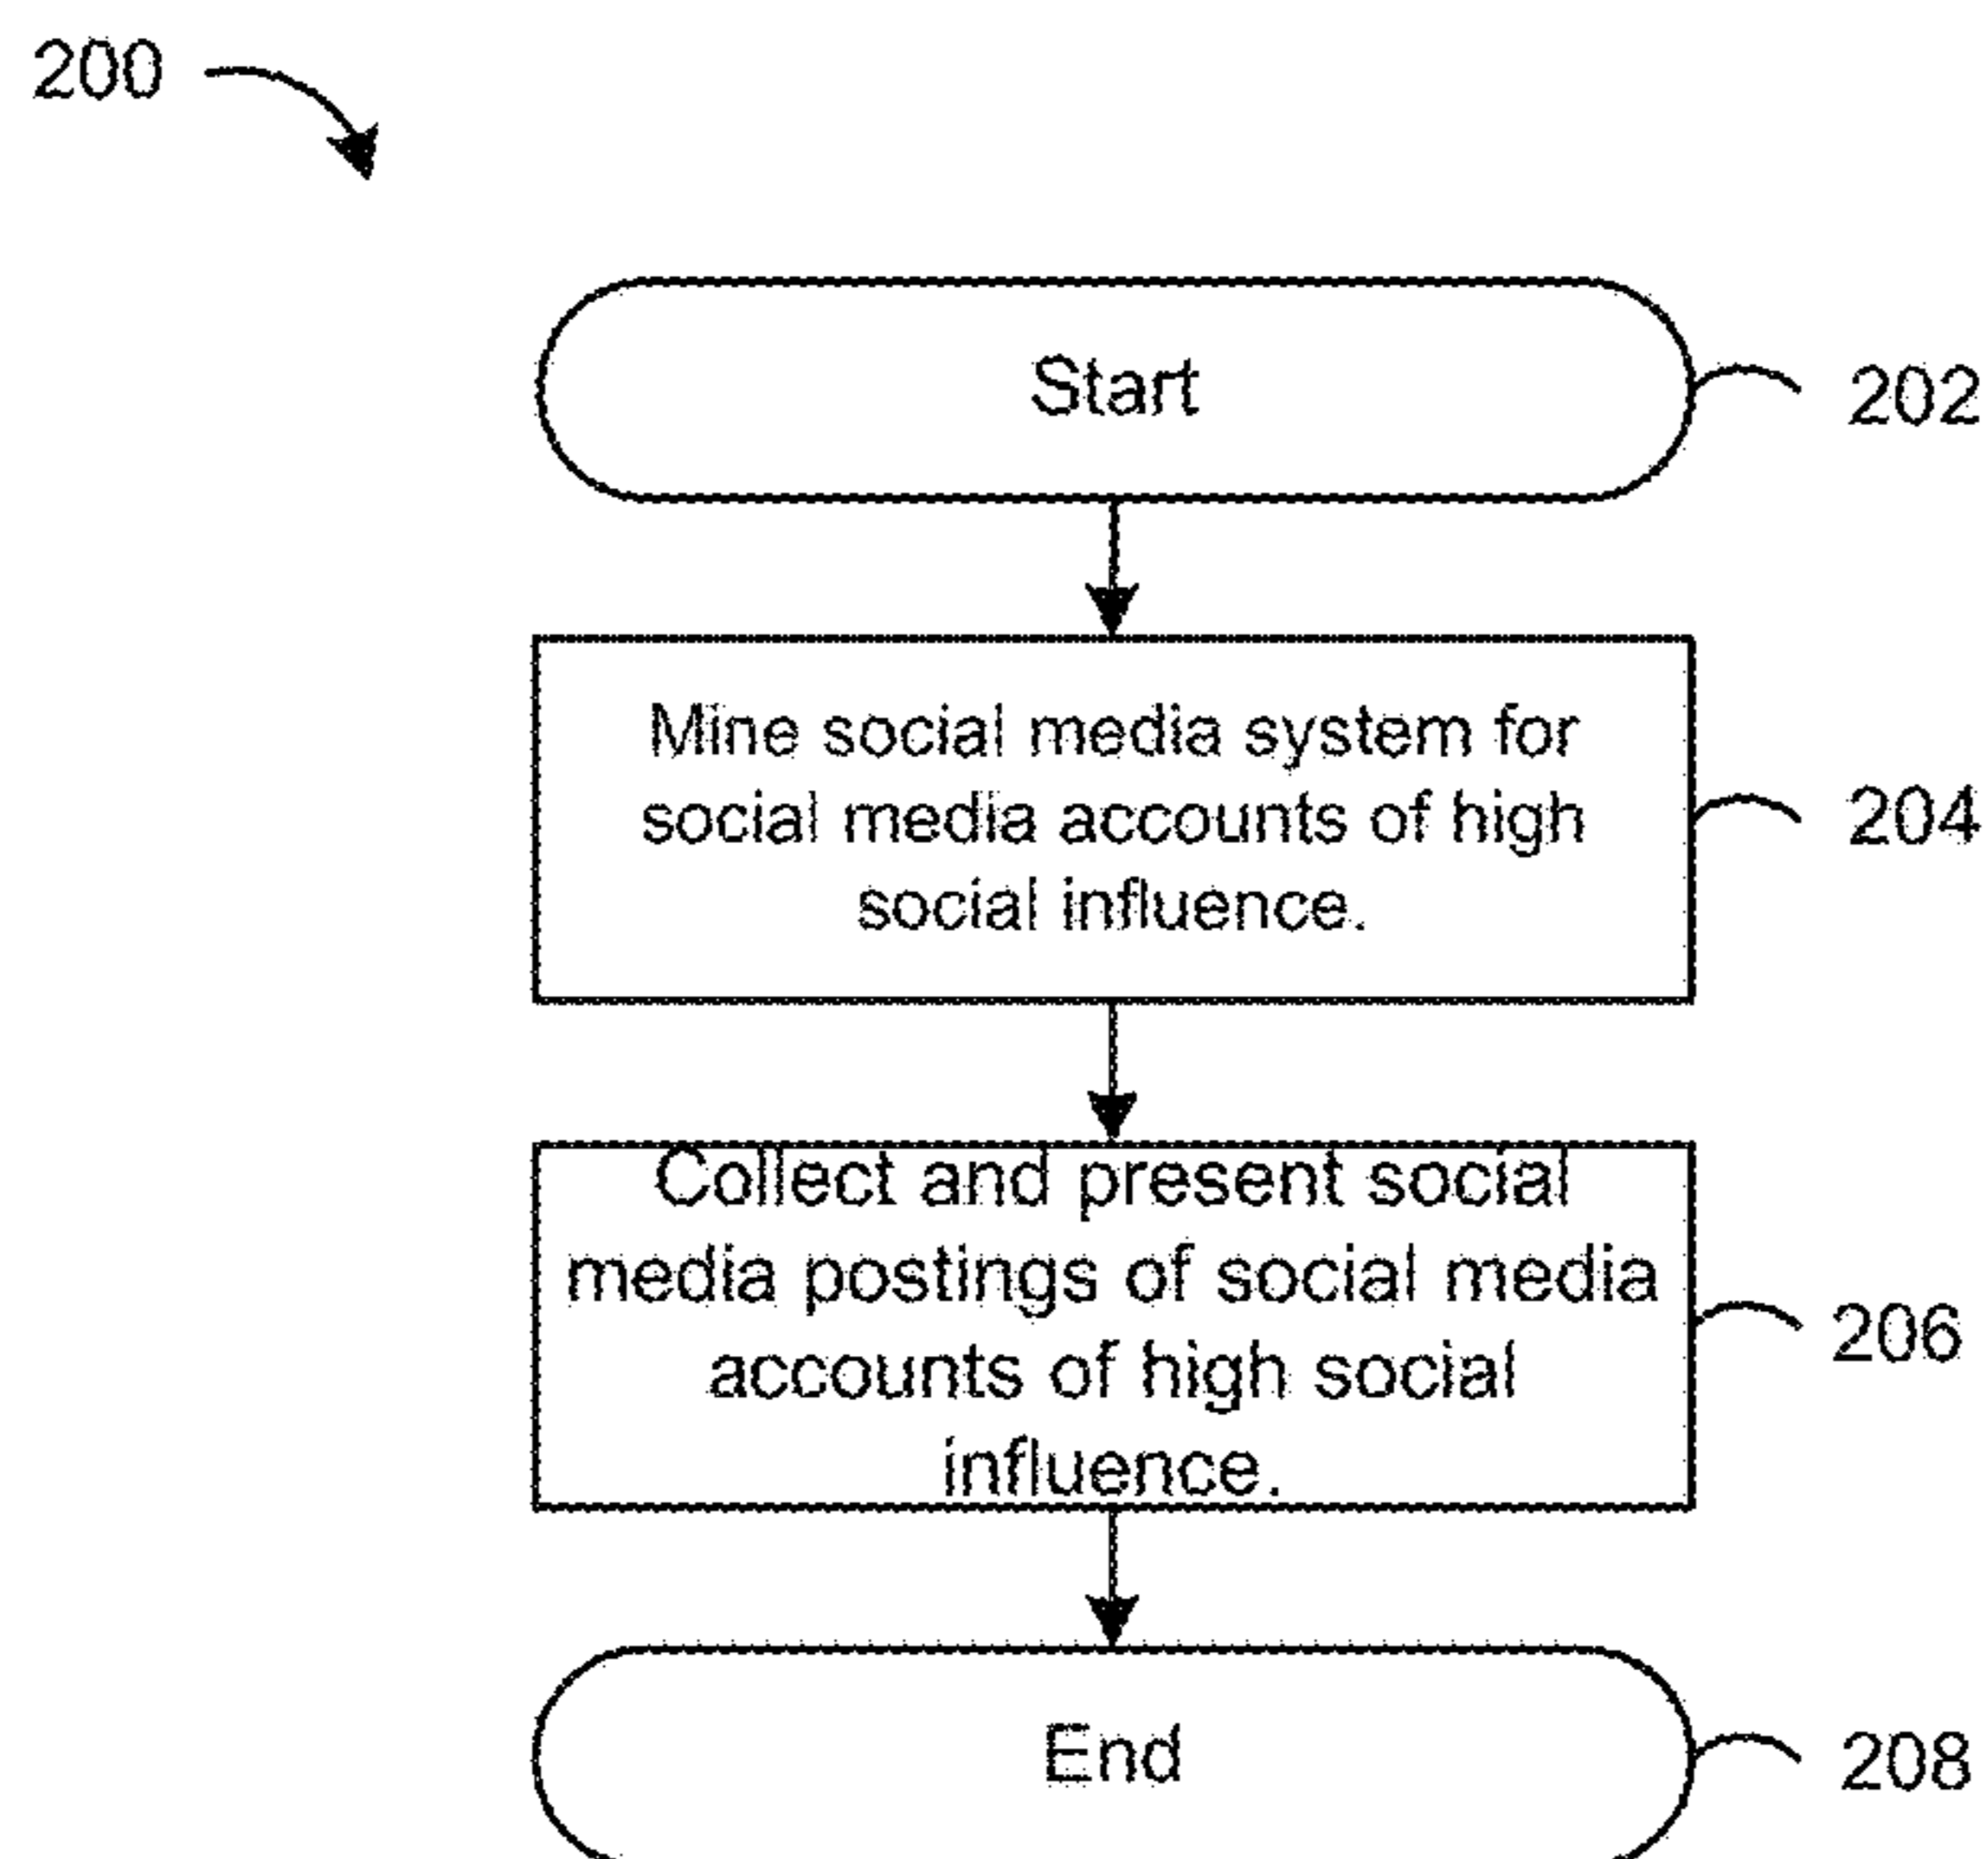 200
Start
202
Mine social media system for
social media accounts of high
social influence.
204
Collect and present social
media postings of social media
accounts of high social
influence.
206
End
208